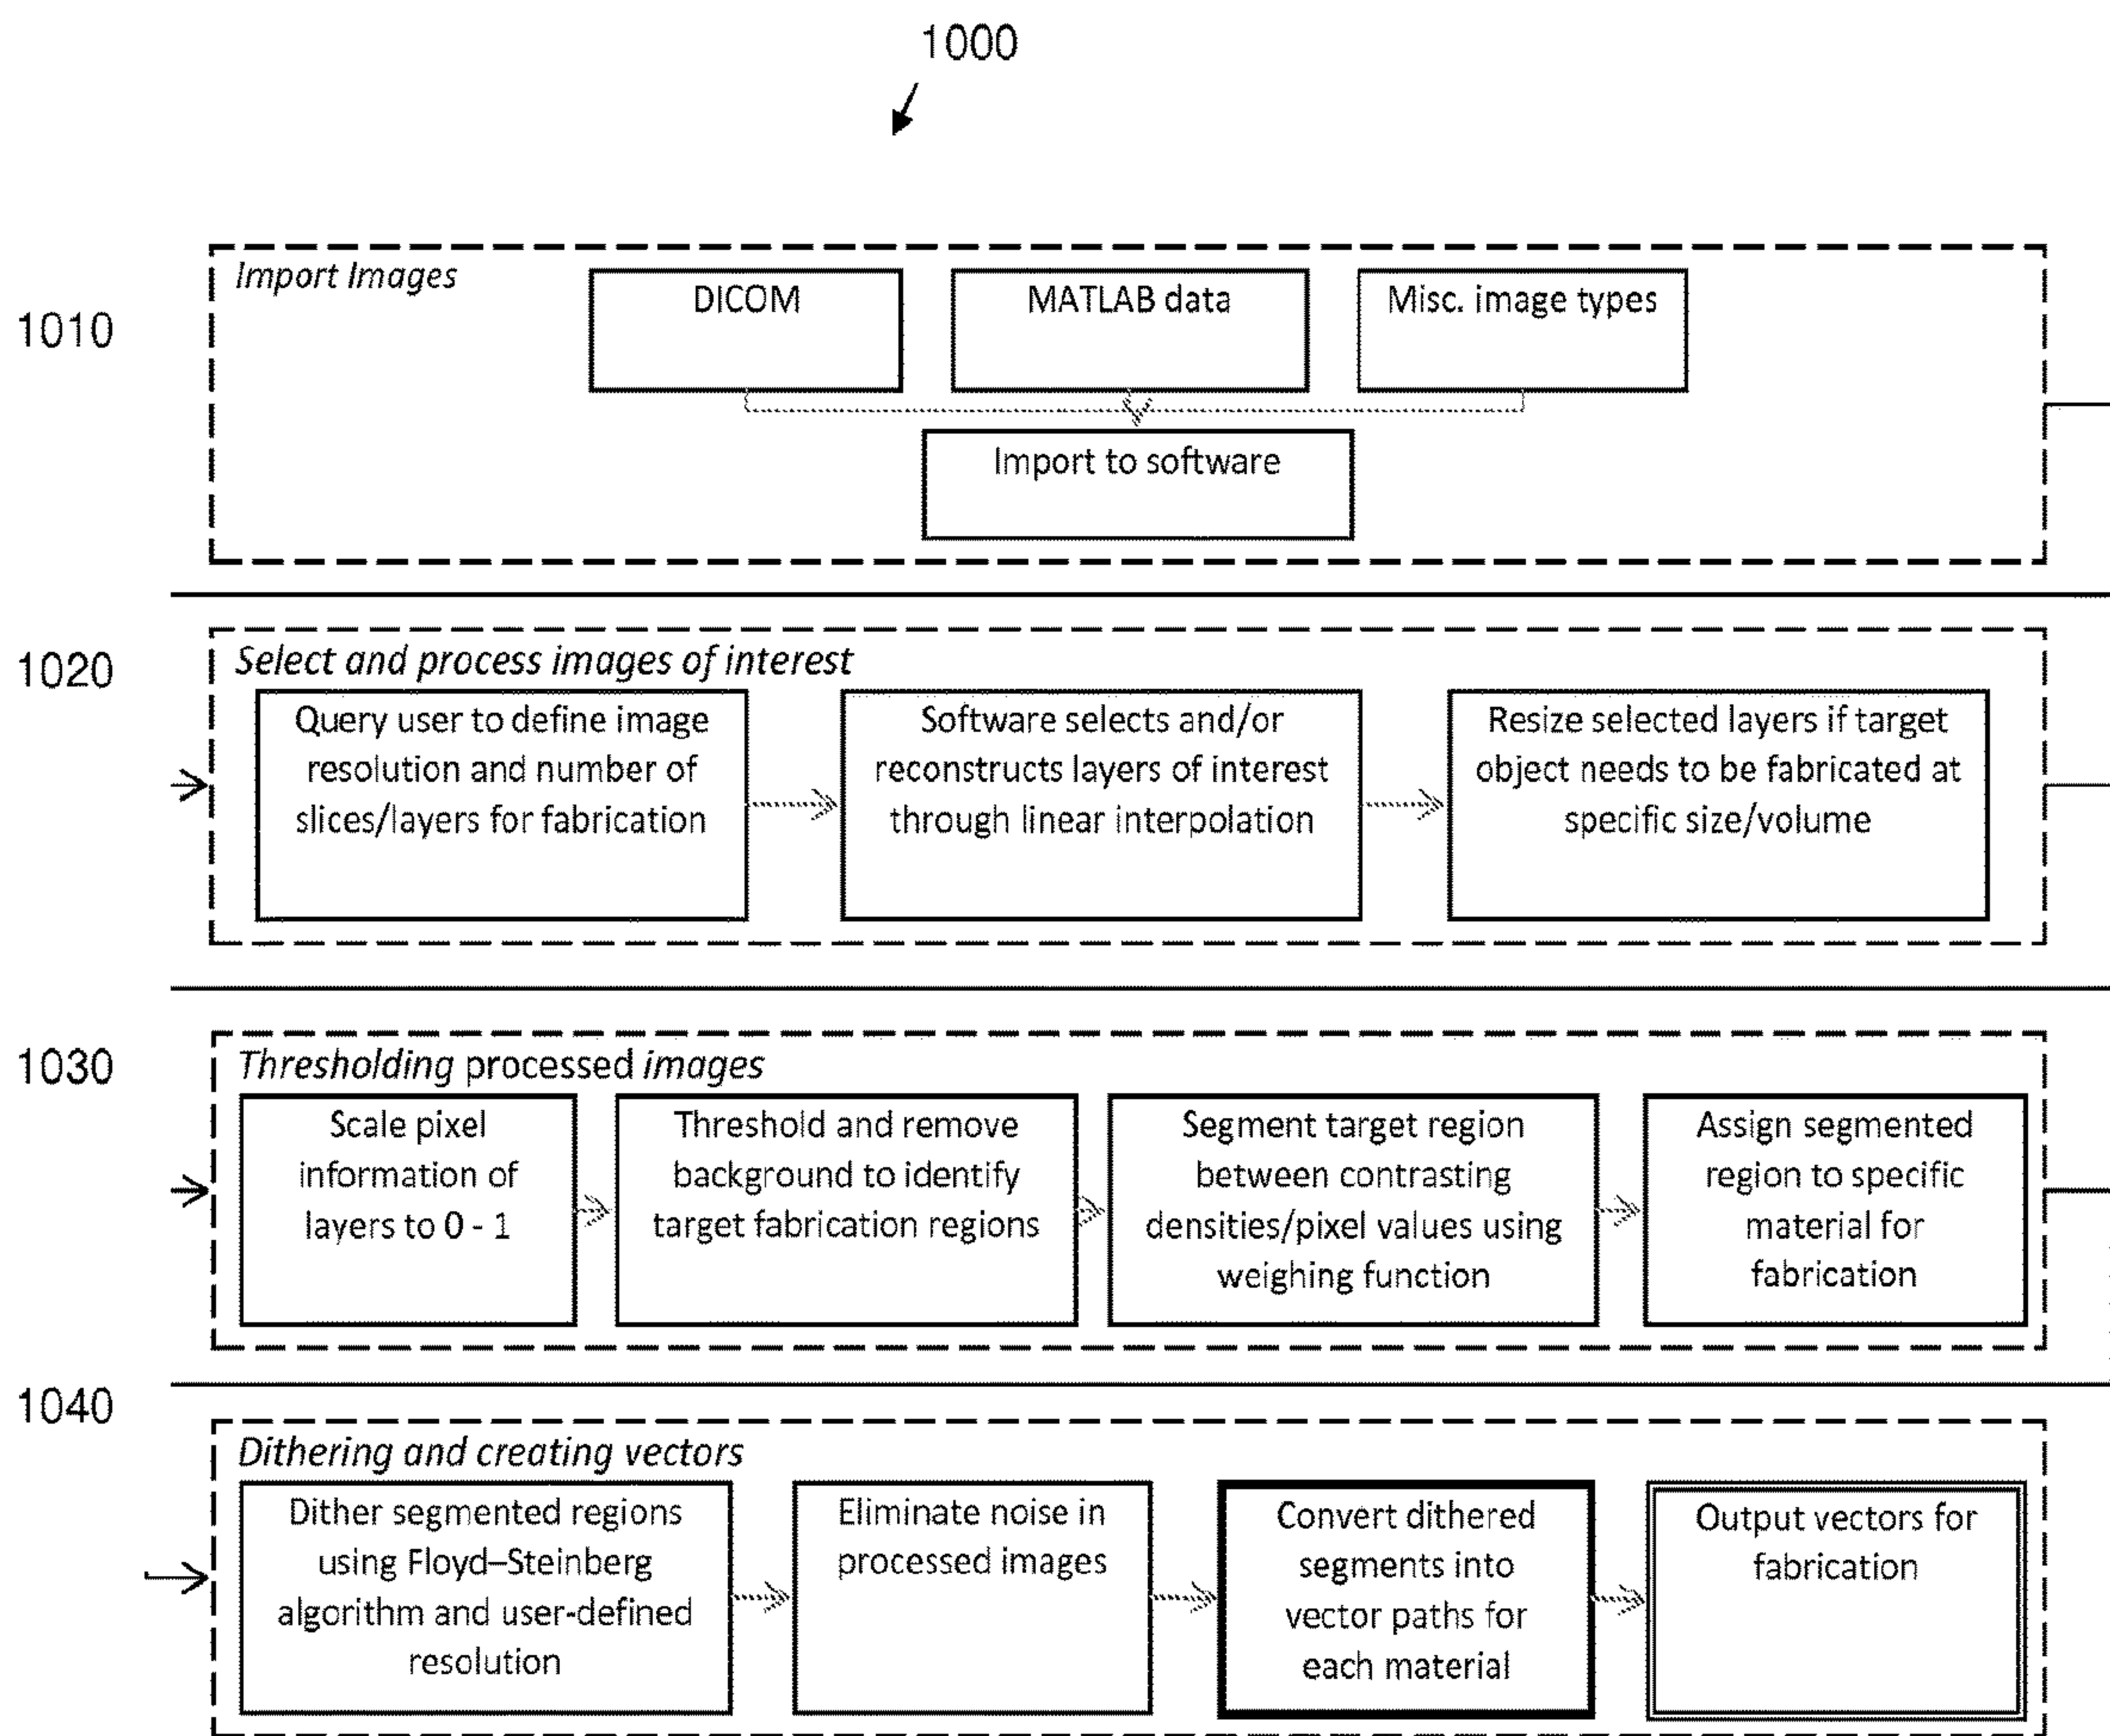 1000
1010
Import Images
DICOM
MATLAB data
Misc. image types
Import to software
1020
Select and process images of interest
Query user to define image
resolution and number of
slices/layers for fabrication
Software selects and/or
reconstructs layers of interest
through linear interpolation
Resize selected layers if target
object needs to be fabricated at
specific size/volume
1030
Thresholding processed images
Scale pixel
information of
layers to 0 - 1
Threshold and remove
background to identify
target fabrication regions
Segment target region
between contrasting
densities/pixel values using
weighing function
Assign segmented
region to specific
material for
fabrication
1040
Dithering and creating vectors
Dither segmented regions
using Floyd–Steinberg
algorithm and user-defined
resolution
Eliminate noise in
processed images
Convert dithered
segments into
vector paths for
each material
Output vectors for
fabrication